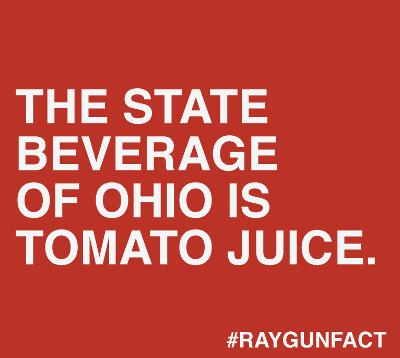 THE STATE
BEVERAGE
OF OHIO IS
TOMATO JUICE.
#RAYGUNFACT